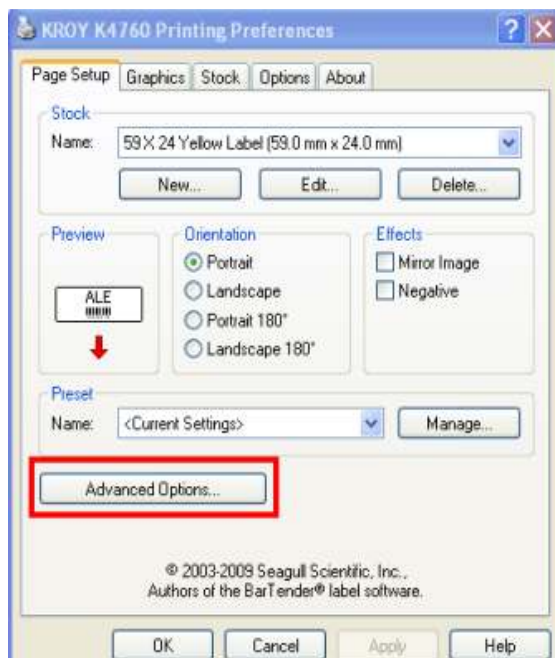 KROY K4760 Printing Preferences
Page Setup Graphics Stock Options About
Stock
Name: 59 X 24 Yellow Label (59.0 mm x 24.0 mm)
New... Edit... Delete...
Preview Orientation Effects
Portrait Mirror Image
ALE Landscape Negative
Portrait 180°
Landscape 180°
Preset
Name: <Current Settings> Manage...
Advanced Options...
© 2003-2009 Seagull Scientific, Inc.,
Authors of the BarTender® label software.
OK Cancel Apply Help